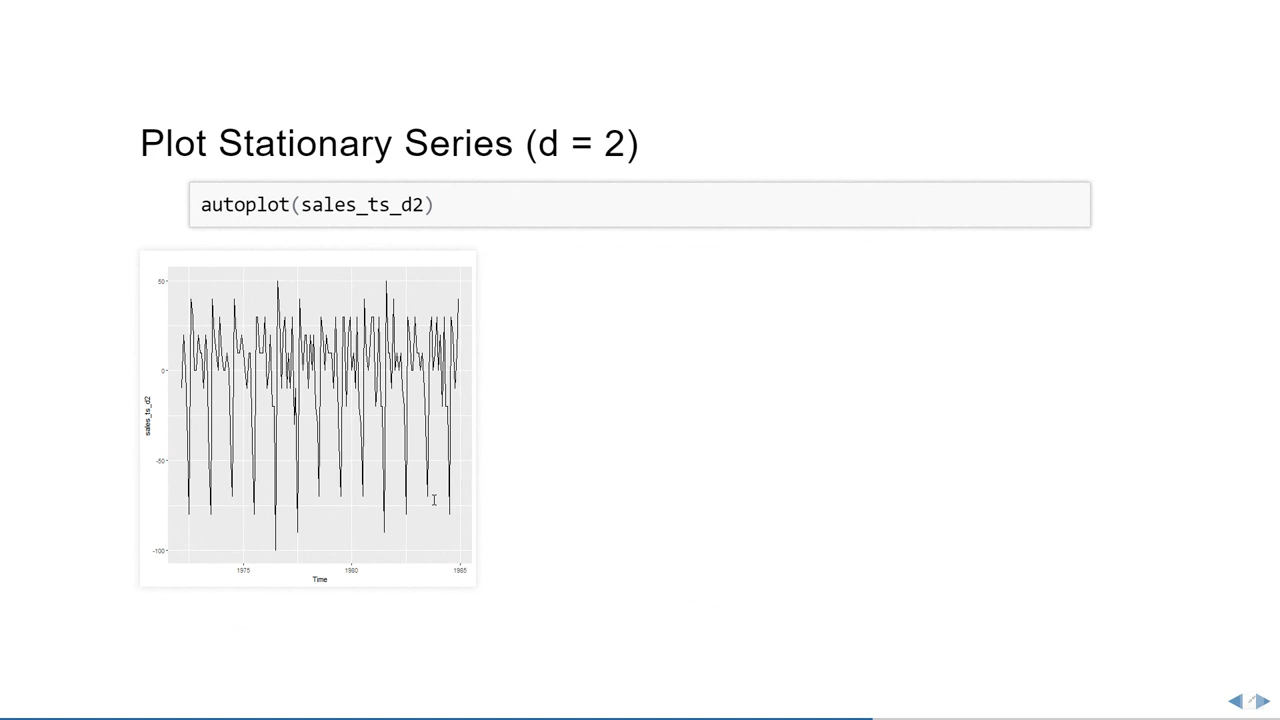 Plot Stationary Series (d = 2)
autoplot(sales_ts_d2)
50
0
-50
-100
sales_ts_d2
1975
1980
1985
Time